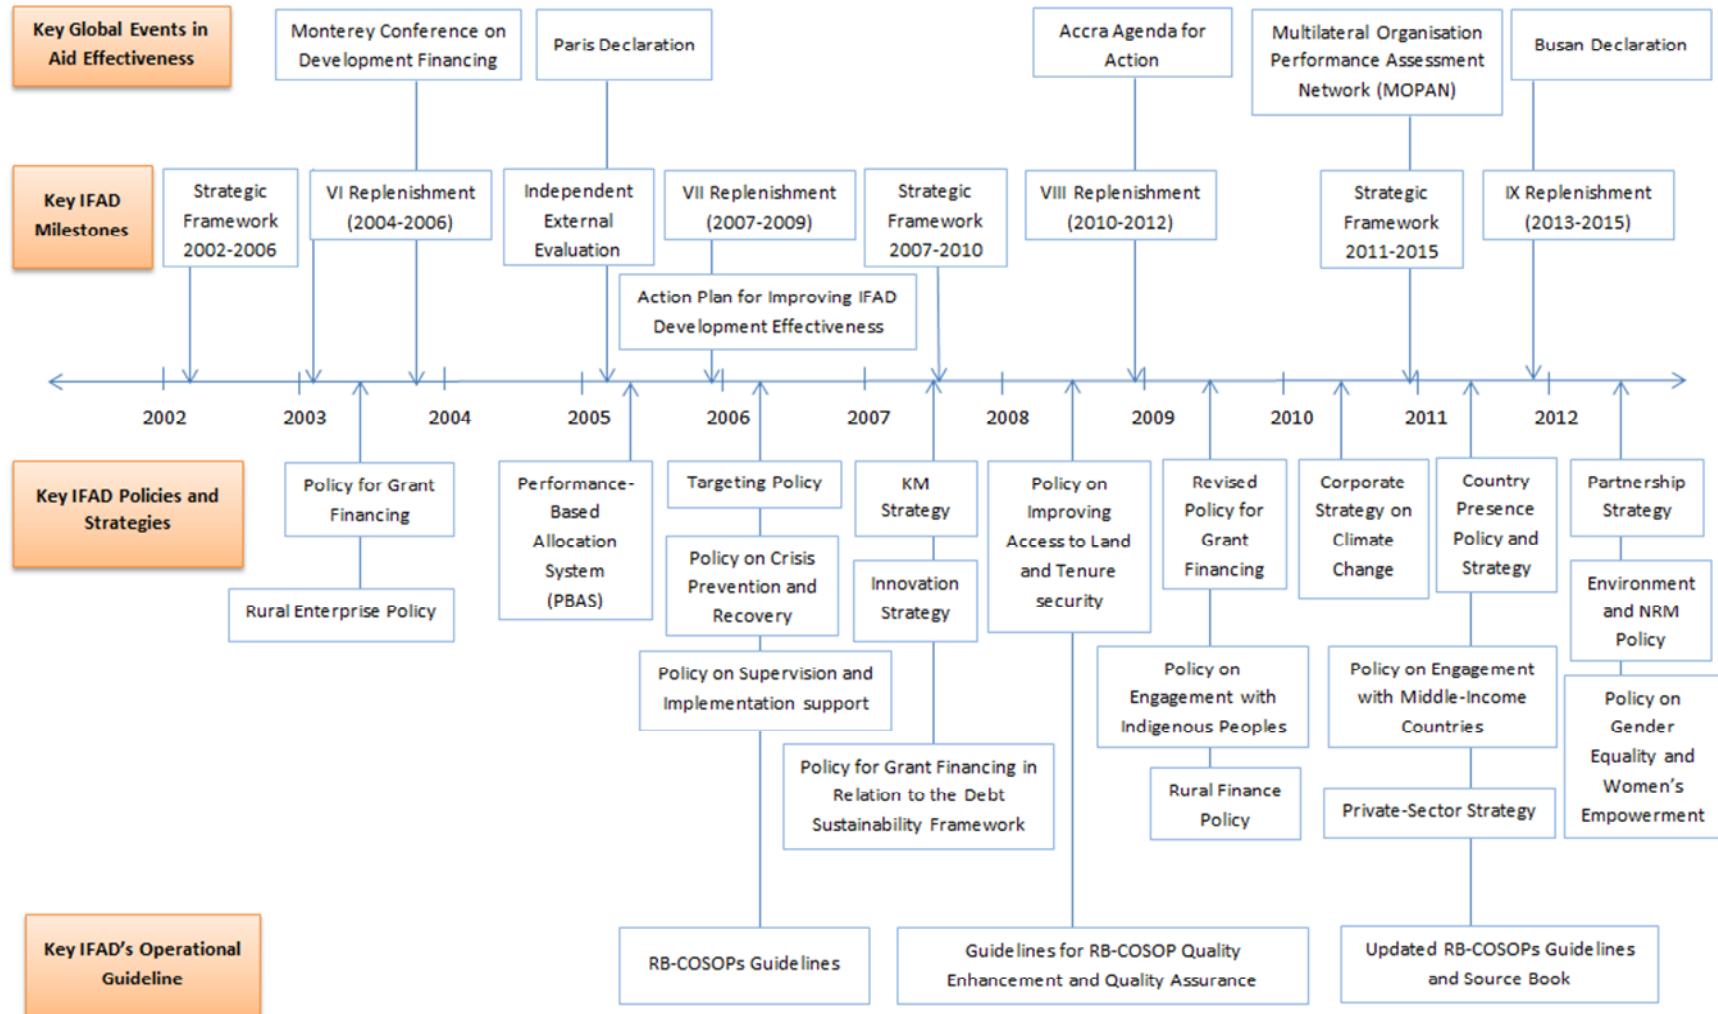 Key Global Events in
Aid Effectiveness
Monterey Conference on
Development Financing
Paris Declaration
Accra Agenda for
Action
Multilateral Organisation
Performance Assessment
Network (MOPAN)
Busan Declaration
Key IFAD
Milestones
Strategic
Framework
2002-2006
VI Replenishment
(2004-2006)
Independent
External
Evaluation
VII Replenishment
(2007-2009)
Strategic
Framework
2007-2010
VIII Replenishment
(2010-2012)
Strategic
Framework
2011-2015
IX Replenishment
(2013-2015)
Action Plan for Improving IFAD
Development Effectiveness
2002
2003
2004
2005
2006
2007
2008
2009
2010
2011
2012
Key IFAD Policies and
Strategies
Policy for Grant
Financing
Rural Enterprise Policy
Performance-
Based
Allocation
System
(PBAS)
Targeting Policy
Policy on Crisis
Prevention and
Recovery
Policy on Supervision and
Implementation support
KM
Strategy
Innovation
Strategy
Policy for Grant Financing in
Relation to the Debt
Sustainability Framework
Policy on
Improving
Access to Land
and Tenure
security
Revised
Policy for
Grant
Financing
Policy on
Engagement with
Indigenous Peoples
Rural Finance
Policy
Corporate
Strategy on
Climate
Change
Country
Presence
Policy and
Strategy
Policy on Engagement
with Middle-Income
Countries
Private-Sector Strategy
Partnership
Strategy
Environment
and NRM
Policy
Policy on
Gender
Equality and
Women's
Empowerment
Key IFAD's Operational
Guideline
RB-COSOPs Guidelines
Guidelines for RB-COSOP Quality
Enhancement and Quality Assurance
Updated RB-COSOPs Guidelines
and Source Book